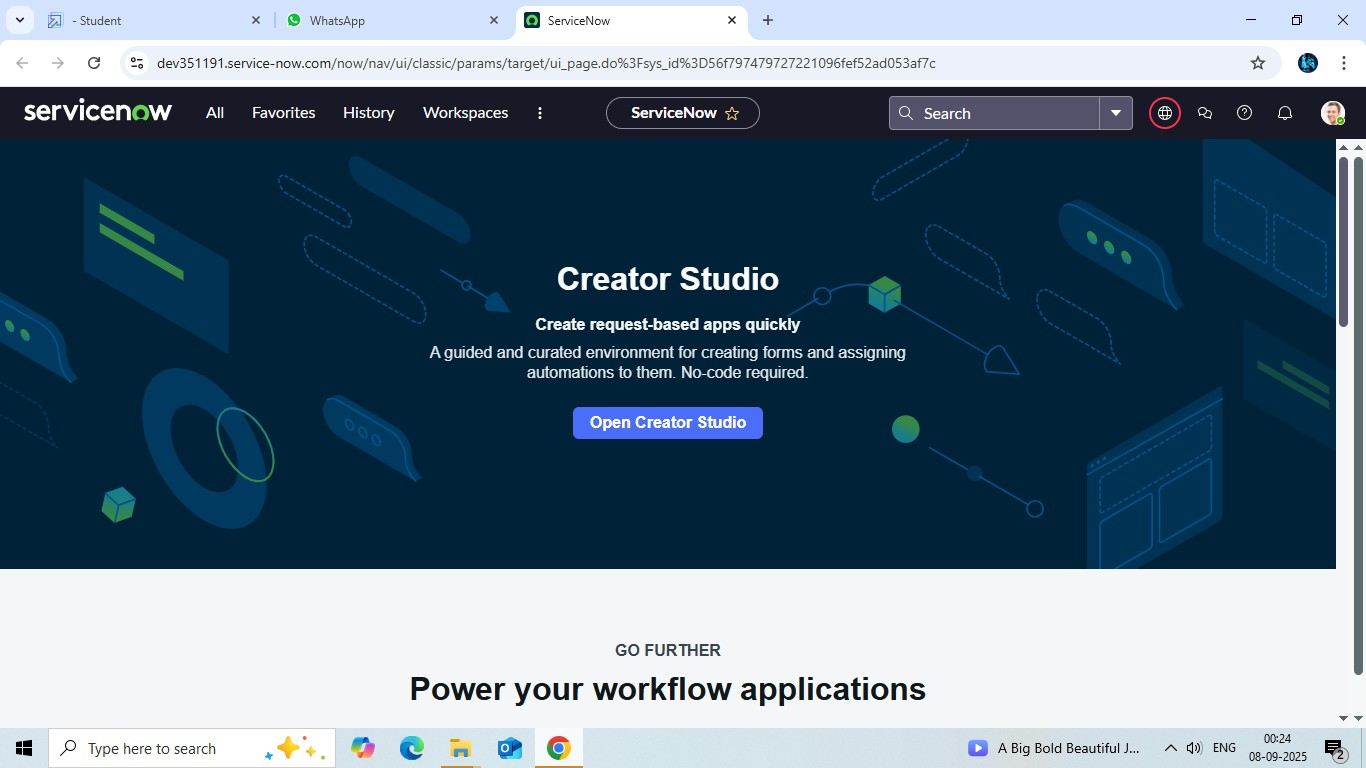 - Student
WhatsApp
ServiceNow
dev351191.service-now.com/now/nav/ui/classic/params/target/ui_page.do%3Fsys_id%3D56f797479727221096fef52ad053af7c
servicenow
All
Favorites
History
Workspaces
ServiceNow
Search
Creator Studio
Create request-based apps quickly
A guided and curated environment for creating forms and assigning
automations to them. No-code required.
Open Creator Studio
GO FURTHER
Power your workflow applications
Type here to search
A Big Bold Beautiful J...
ENG
00:24
08-09-2025
2